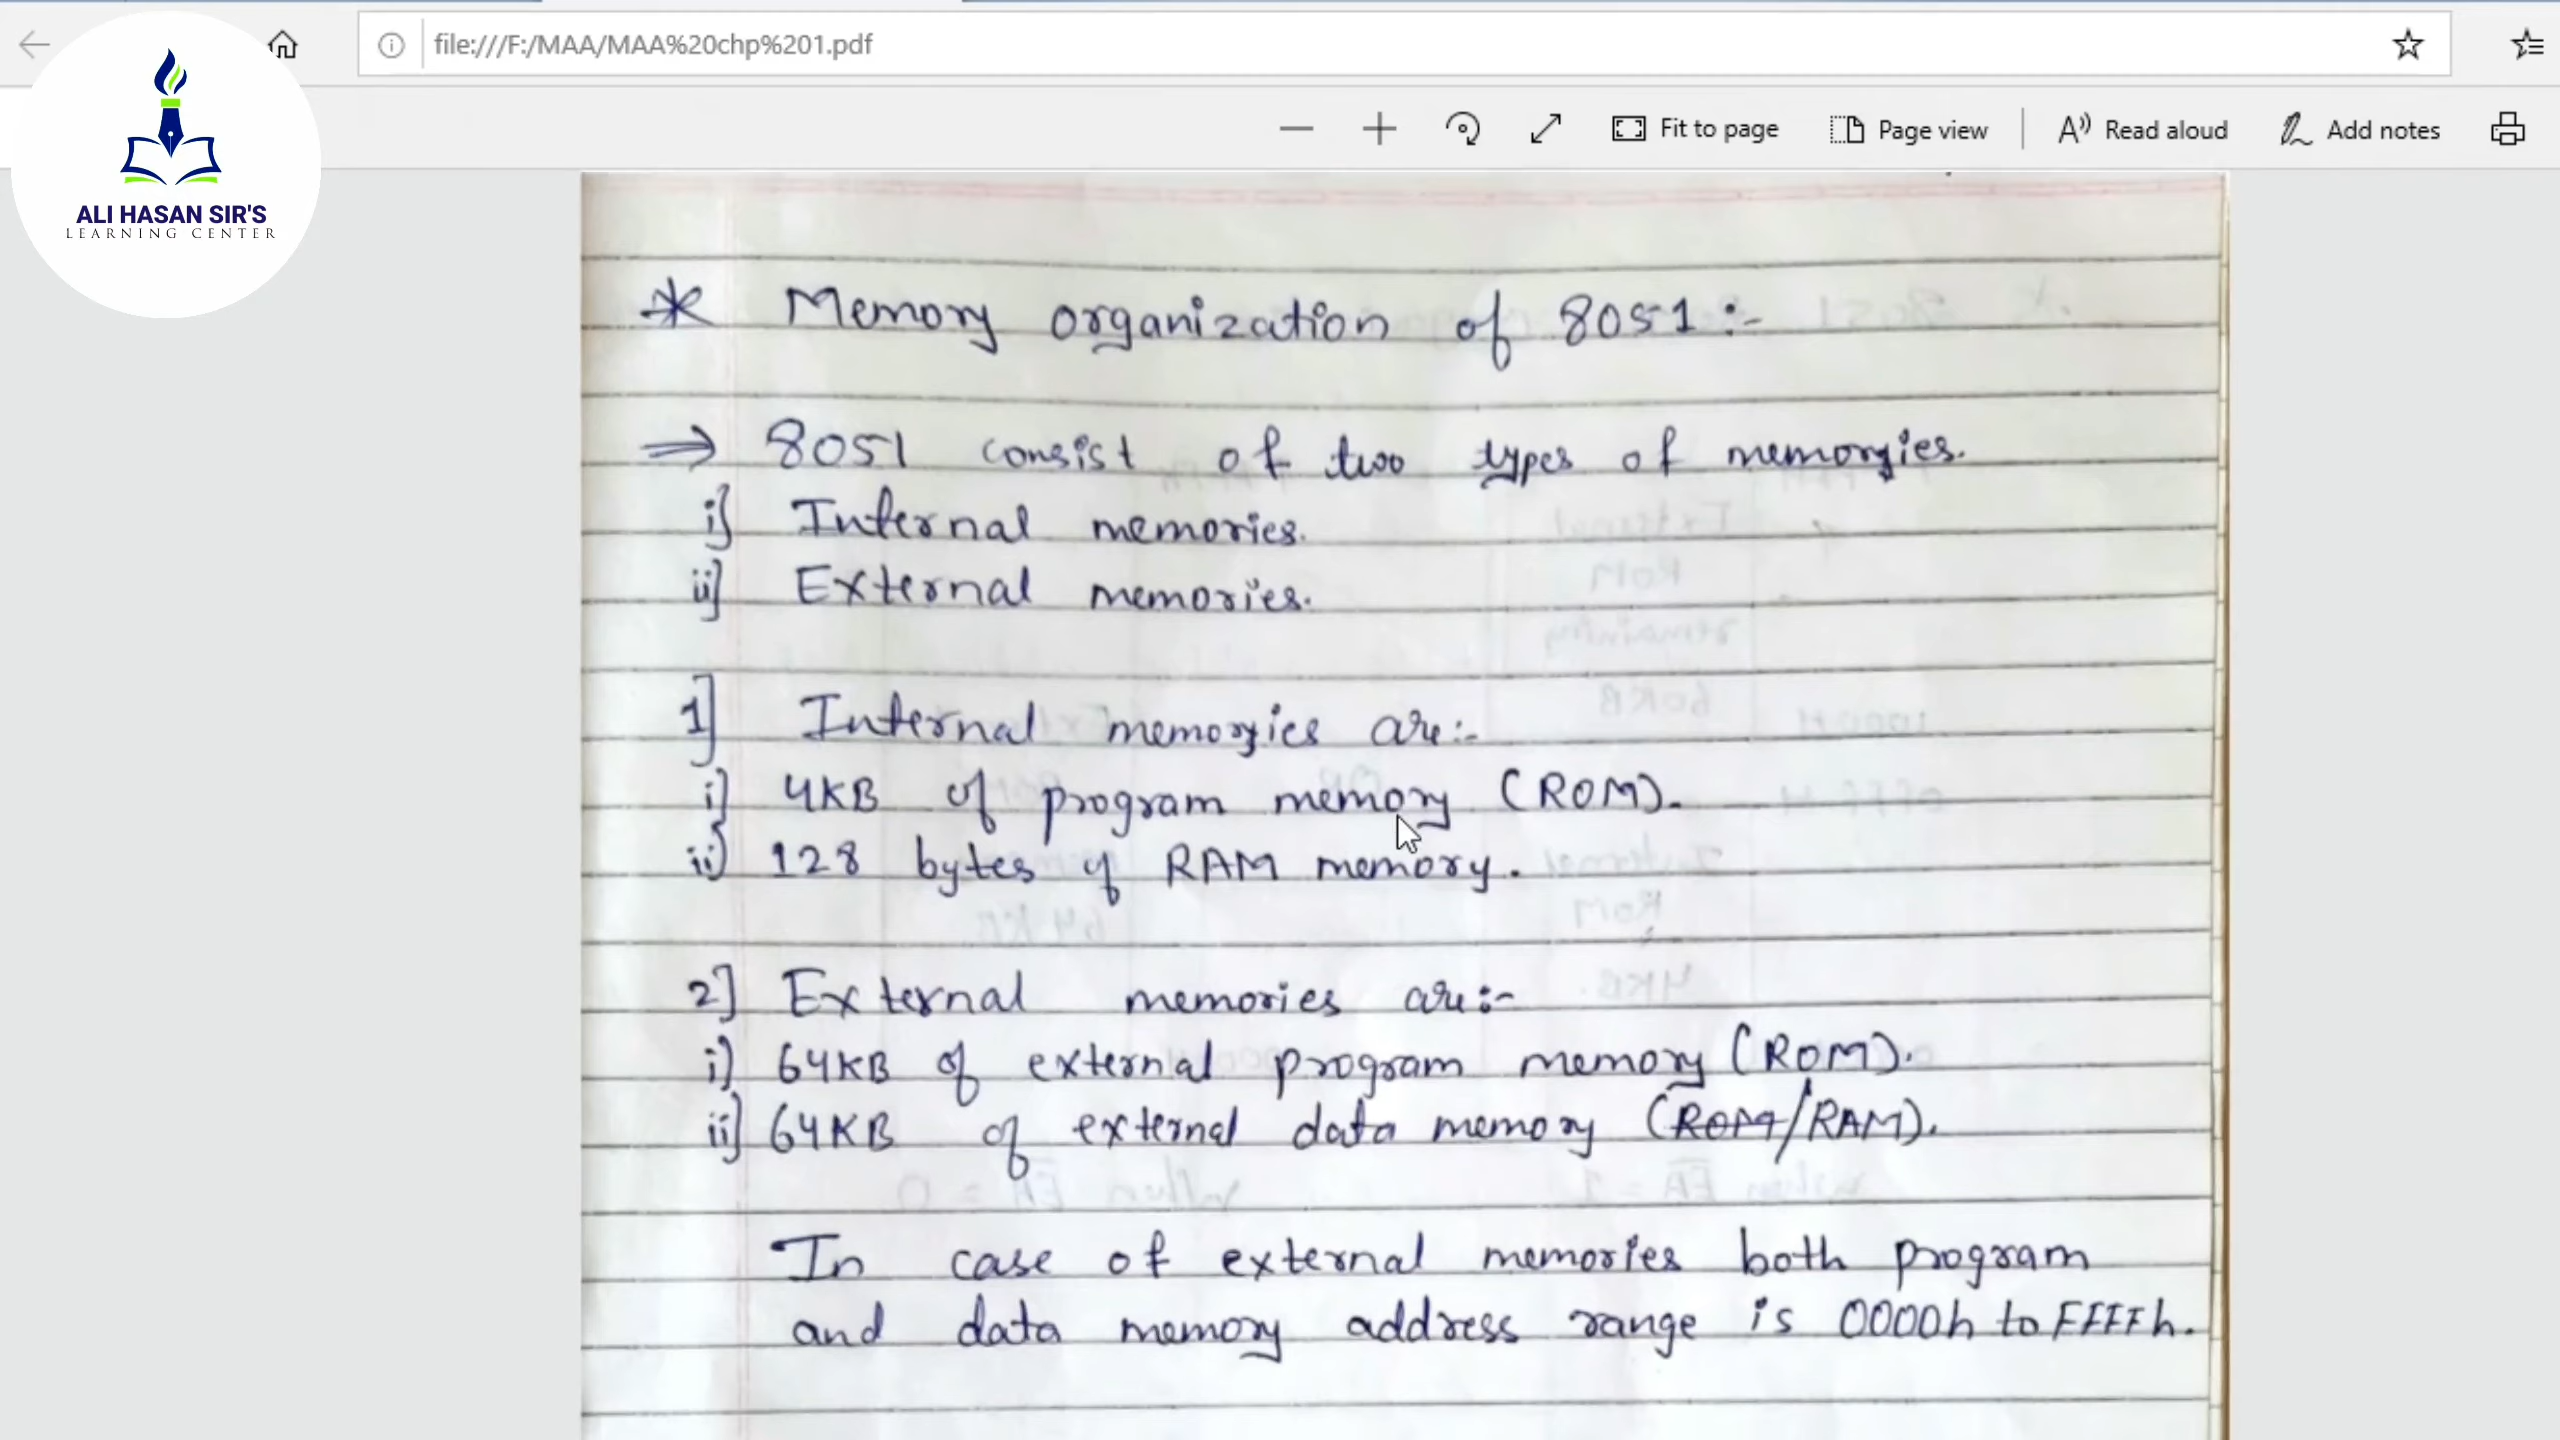 file:///F:/MAA/MAA%20chp%201.pdf
Fit to page
Page view
Read aloud
Add notes
ALI HASAN SIR'S
LEARNING CENTER
* Memory organization of 8051:-
⇒ 8051 consist of two types of memoryies.
i] Internal memories.
ii] External memories.
1] Internal memoryies are:-
i] 4KB of program memory (ROM).
ii) 128 bytes of RAM memory.
2] External memories are:-
i) 64KB of external program memory (ROM).
ii] 64KB of external data memory (ROM/RAM).
In case of external memories both program
and data memory address range is 0000h to FFFFh.